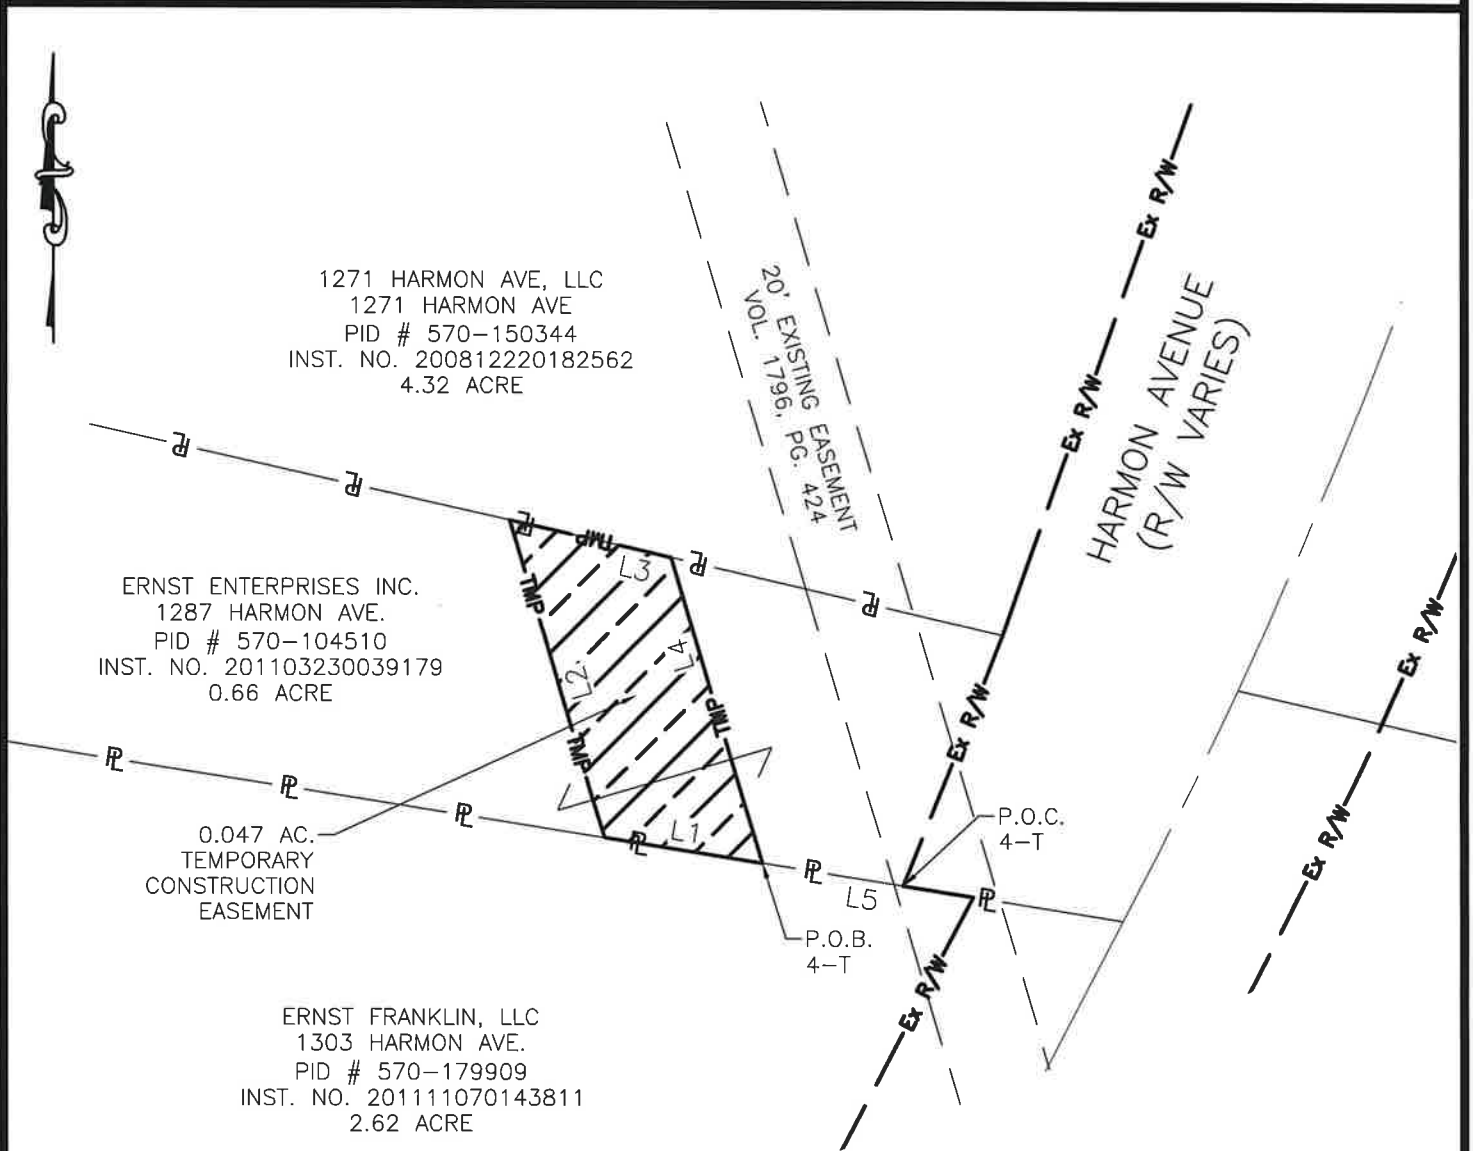 1271 HARMON AVE, LLC
1271 HARMON AVE
PID # 570-150344
INST. NO. 200812220182562
4.32 ACRE
20' EXISTING EASEMENT
VOL. 1796, PG. 424
Ex R/W
Ex R/W
HARMON AVENUE
(R/W VARIES)
PL
PL
PL
TMP
PL
PL
L3
TMP
ERNST ENTERPRISES INC.
1287 HARMON AVE.
PID # 570-104510
INST. NO. 201103230039179
0.66 ACRE
L2
L4
TMP
TMP
Ex R/W
Ex R/W
PL
PL
PL
PL
L1
PL
L5
PL
Ex R/W
0.047 AC.
TEMPORARY
CONSTRUCTION
EASEMENT
P.O.C.
4-T
P.O.B.
4-T
Ex R/W
ERNST FRANKLIN, LLC
1303 HARMON AVE.
PID # 570-179909
INST. NO. 201111070143811
2.62 ACRE